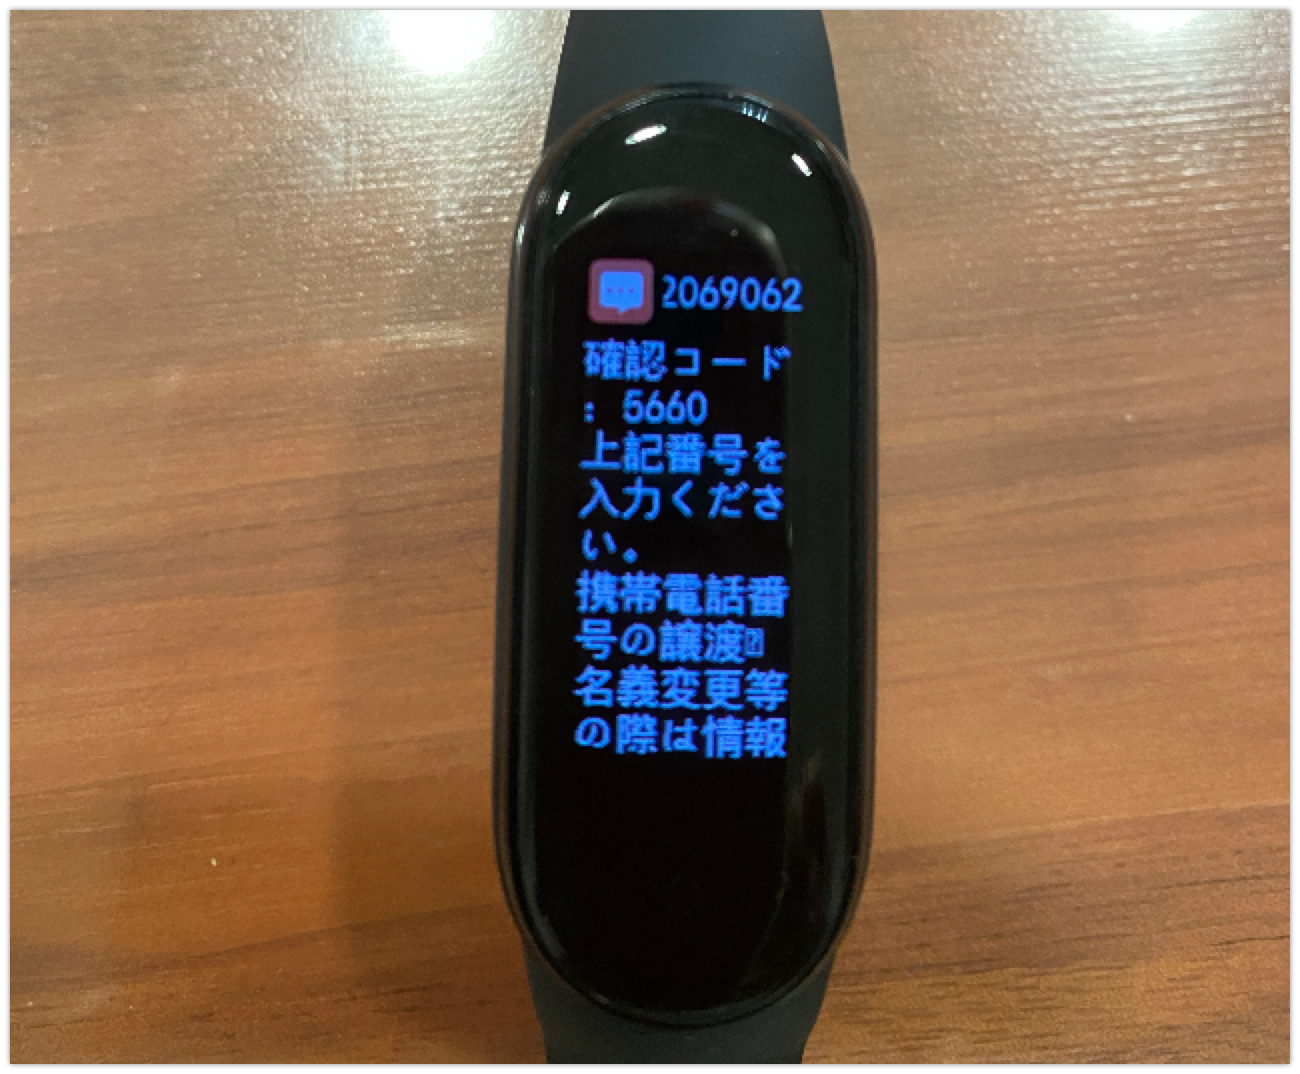 2069062
確認コード
: 5660
上記番号を
入力くださ
い。
携帯電話番
号の譲渡
名義変更等
の際は情報